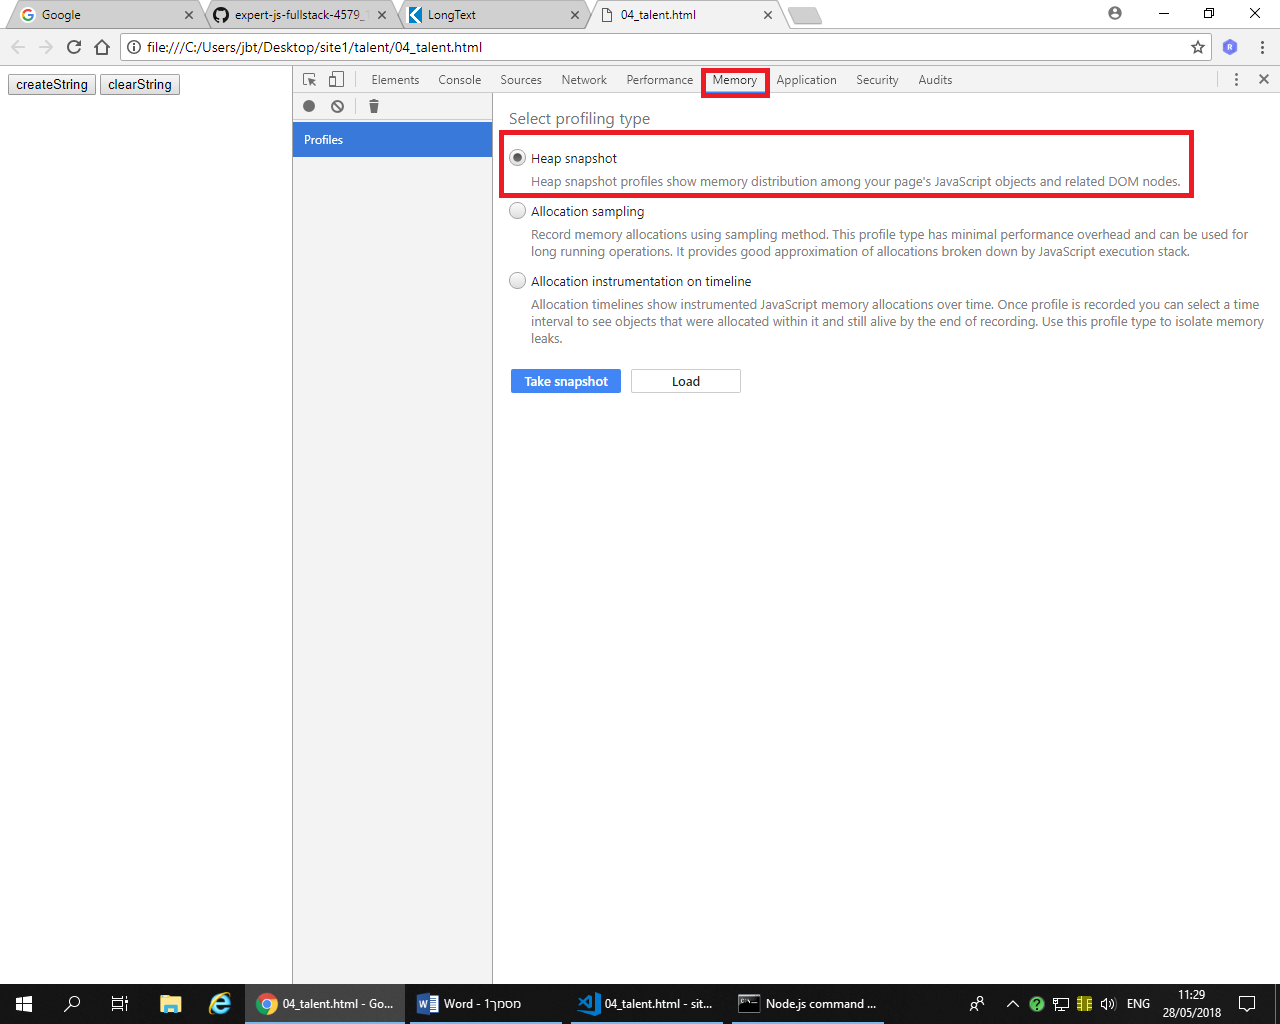 Google
expert-js-fullstack-4579_
LongText
04_talent.html
file:///C:/Users/jbt/Desktop/site1/talent/04_talent.html
R
createString clearString
Elements Console Sources Network Performance Memory Application Security Audits
Profiles
Select profiling type
Heap snapshot
Heap snapshot profiles show memory distribution among your page's JavaScript objects and related DOM nodes.
Allocation sampling
Record memory allocations using sampling method. This profile type has minimal performance overhead and can be used for
long running operations. It provides good approximation of allocations broken down by JavaScript execution stack.
Allocation instrumentation on timeline
Allocation timelines show instrumented JavaScript memory allocations over time. Once profile is recorded you can select a time
interval to see objects that were allocated within it and still alive by the end of recording. Use this profile type to isolate memory
leaks.
Take snapshot Load
04_talent.html - Go...
Word - מסמך1
04_talent.html - sit...
Node.js command ...
ENG
11:29
28/05/2018